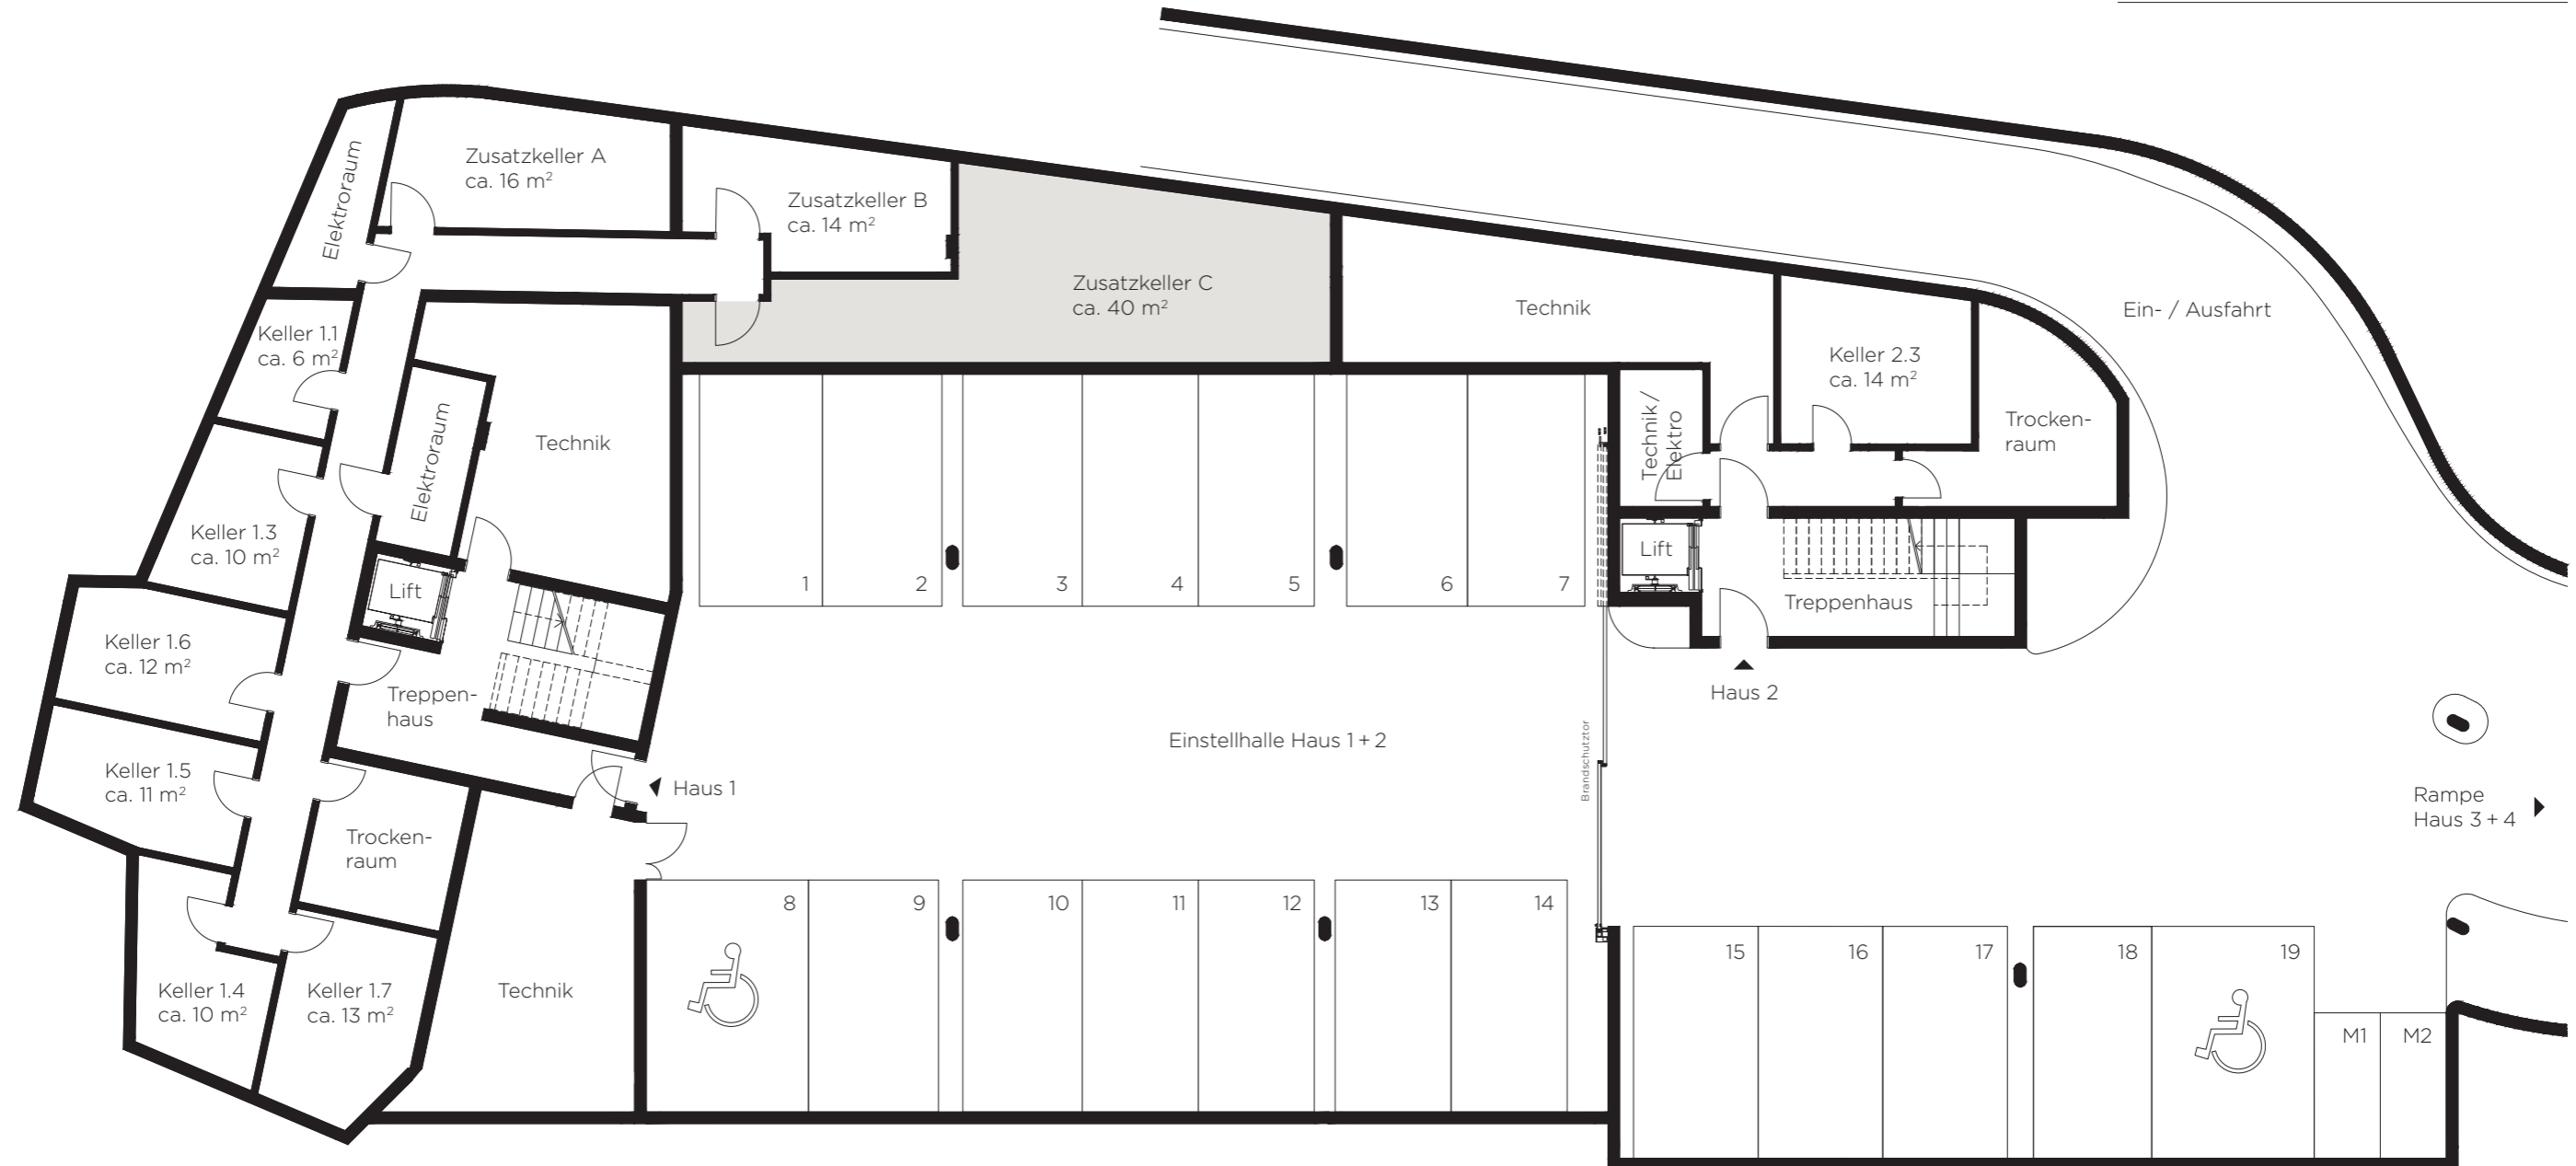 Elektroraum
Zusatzkeller A
ca. 16 m²
Zusatzkeller B
ca. 14 m²
Zusatzkeller C
ca. 40 m²
Technik
Ein- / Ausfahrt
Keller 1.1
ca. 6 m²
Keller 2.3
ca. 14 m²
Elektroraum
Technik
Technik /
Elektro
Trocken-
raum
Keller 1.3
ca. 10 m²
Lift
Lift
1
2
3
4
5
6
7
Treppenhaus
Keller 1.6
ca. 12 m²
Treppen-
haus
Haus 2
Einstellhalle Haus 1 + 2
Brandschutztor
Keller 1.5
ca. 11 m²
Haus 1
Rampe
Haus 3 + 4
Trocken-
raum
8
9
10
11
12
13
14
15
16
17
18
19
Keller 1.4
ca. 10 m²
Keller 1.7
ca. 13 m²
Technik
M1
M2